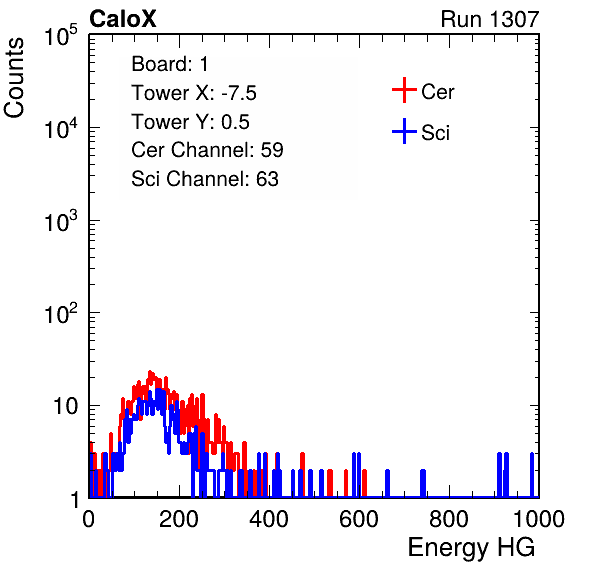 CaloX Run 1307
Counts
Board: 1
Tower X: -7.5
Tower Y: 0.5
Cer Channel: 59
Sci Channel: 63
Cer
Sci
10^5
10^4
10^3
10^2
10
1
0 200 400 600 800 1000
Energy HG